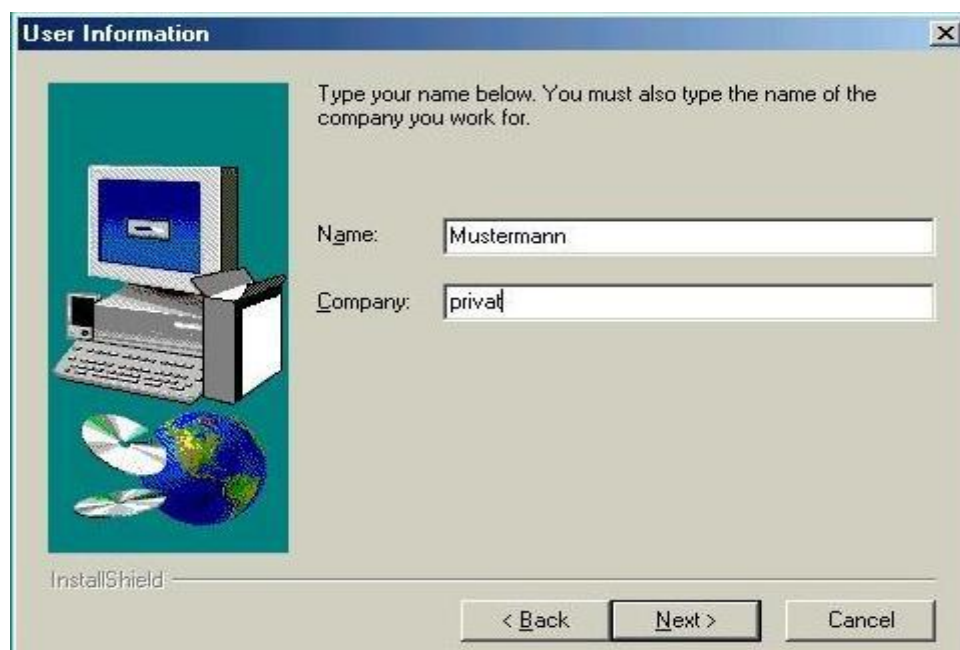 User Information
Type your name below. You must also type the name of the
company you work for.
Name: Mustermann
Company: privat
InstallShield
< Back Next > Cancel